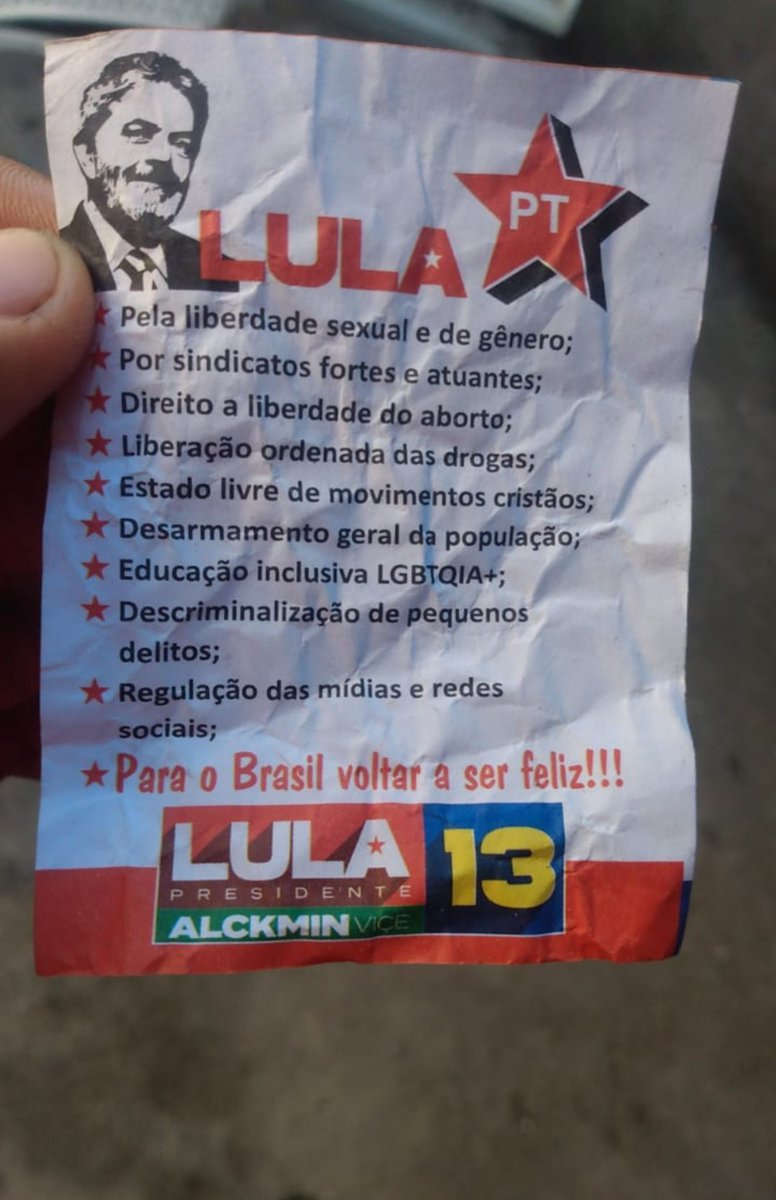 LULA
PT
Pela liberdade sexual e de gênero;
Por sindicatos fortes e atuantes;
Direito a liberdade do aborto;
Liberação ordenada das drogas;
Estado livre de movimentos cristãos;
Desarmamento geral da população;
Educação inclusiva LGBTQIA+;
Descriminalização de pequenos
delitos;
Regulação das mídias e redes
sociais;
Para o Brasil voltar a ser feliz!!!
LULA 13
PRESIDENTE
ALCKMIN VICE